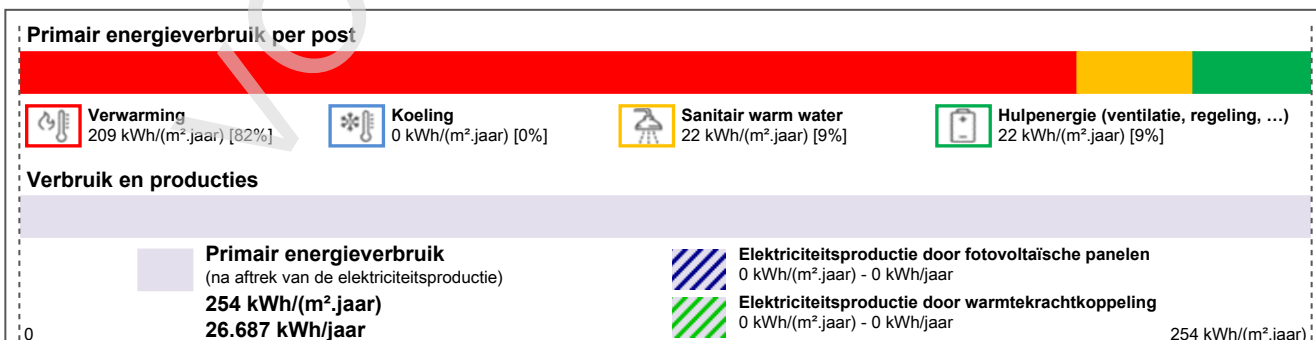 Primair energieverbruik per post
Verwarming
209 kWh/(m².jaar) [82%]
Koeling
0 kWh/(m².jaar) [0%]
Sanitair warm water
22 kWh/(m².jaar) [9%]
Hulpenergie (ventilatie, regeling, …)
22 kWh/(m².jaar) [9%]
Verbruik en producties
Primair energieverbruik
(na aftrek van de elektriciteitsproductie)
254 kWh/(m².jaar)
26.687 kWh/jaar
Elektriciteitsproductie door fotovoltaïsche panelen
0 kWh/(m².jaar) - 0 kWh/jaar
Elektriciteitsproductie door warmtekrachtkoppeling
0 kWh/(m².jaar) - 0 kWh/jaar
0
254 kWh/(m².jaar)